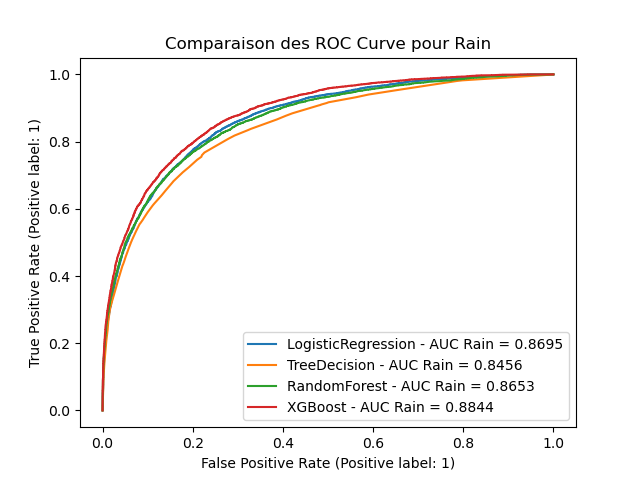 Comparaison des ROC Curve pour Rain
True Positive Rate (Positive label: 1)
1.0
0.8
0.6
0.4
0.2
0.0
LogisticRegression - AUC Rain = 0.8695
TreeDecision - AUC Rain = 0.8456
RandomForest - AUC Rain = 0.8653
XGBoost - AUC Rain = 0.8844
0.0 0.2 0.4 0.6 0.8 1.0
False Positive Rate (Positive label: 1)